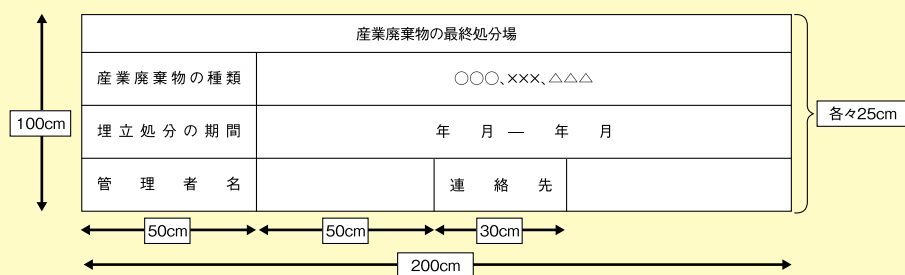 産業廃棄物の最終処分場
産業廃棄物の種類 ○○○、×××、△△△
埋立処分の期間 年 月 ― 年 月
管理者名 連絡先
100cm
各々25cm
50cm 50cm 30cm
200cm